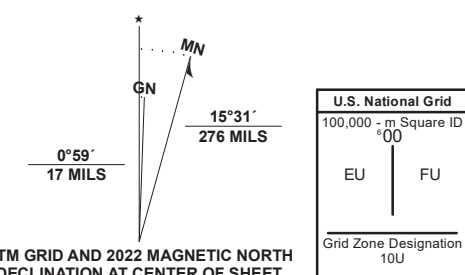 ★
MN
GN
15°31´
276 MILS
0°59´
17 MILS
TM GRID AND 2022 MAGNETIC NORTH
DECLINATION AT CENTER OF SHEET
U.S. National Grid
100,000 - m Square ID
⁶00
EU FU
Grid Zone Designation
10U